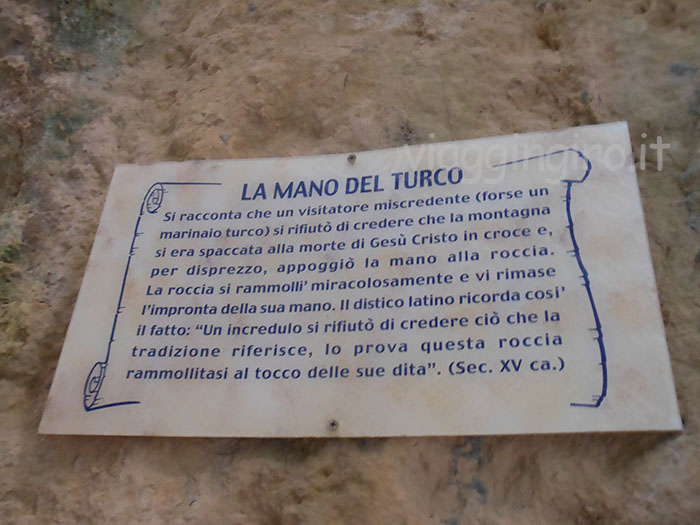 viaggingiro.it
LA MANO DEL TURCO
Si racconta che un visitatore miscredente (forse un
marinaio turco) si rifiutò di credere che la montagna
si era spaccata alla morte di Gesù Cristo in croce e,
per disprezzo, appoggiò la mano alla roccia.
La roccia si rammolli' miracolosamente e vi rimase
l'impronta della sua mano. Il distico latino ricorda cosi'
il fatto: "Un incredulo si rifiutò di credere ciò che la
tradizione riferisce, lo prova questa roccia
rammollitasi al tocco delle sue dita". (Sec. XV ca.)